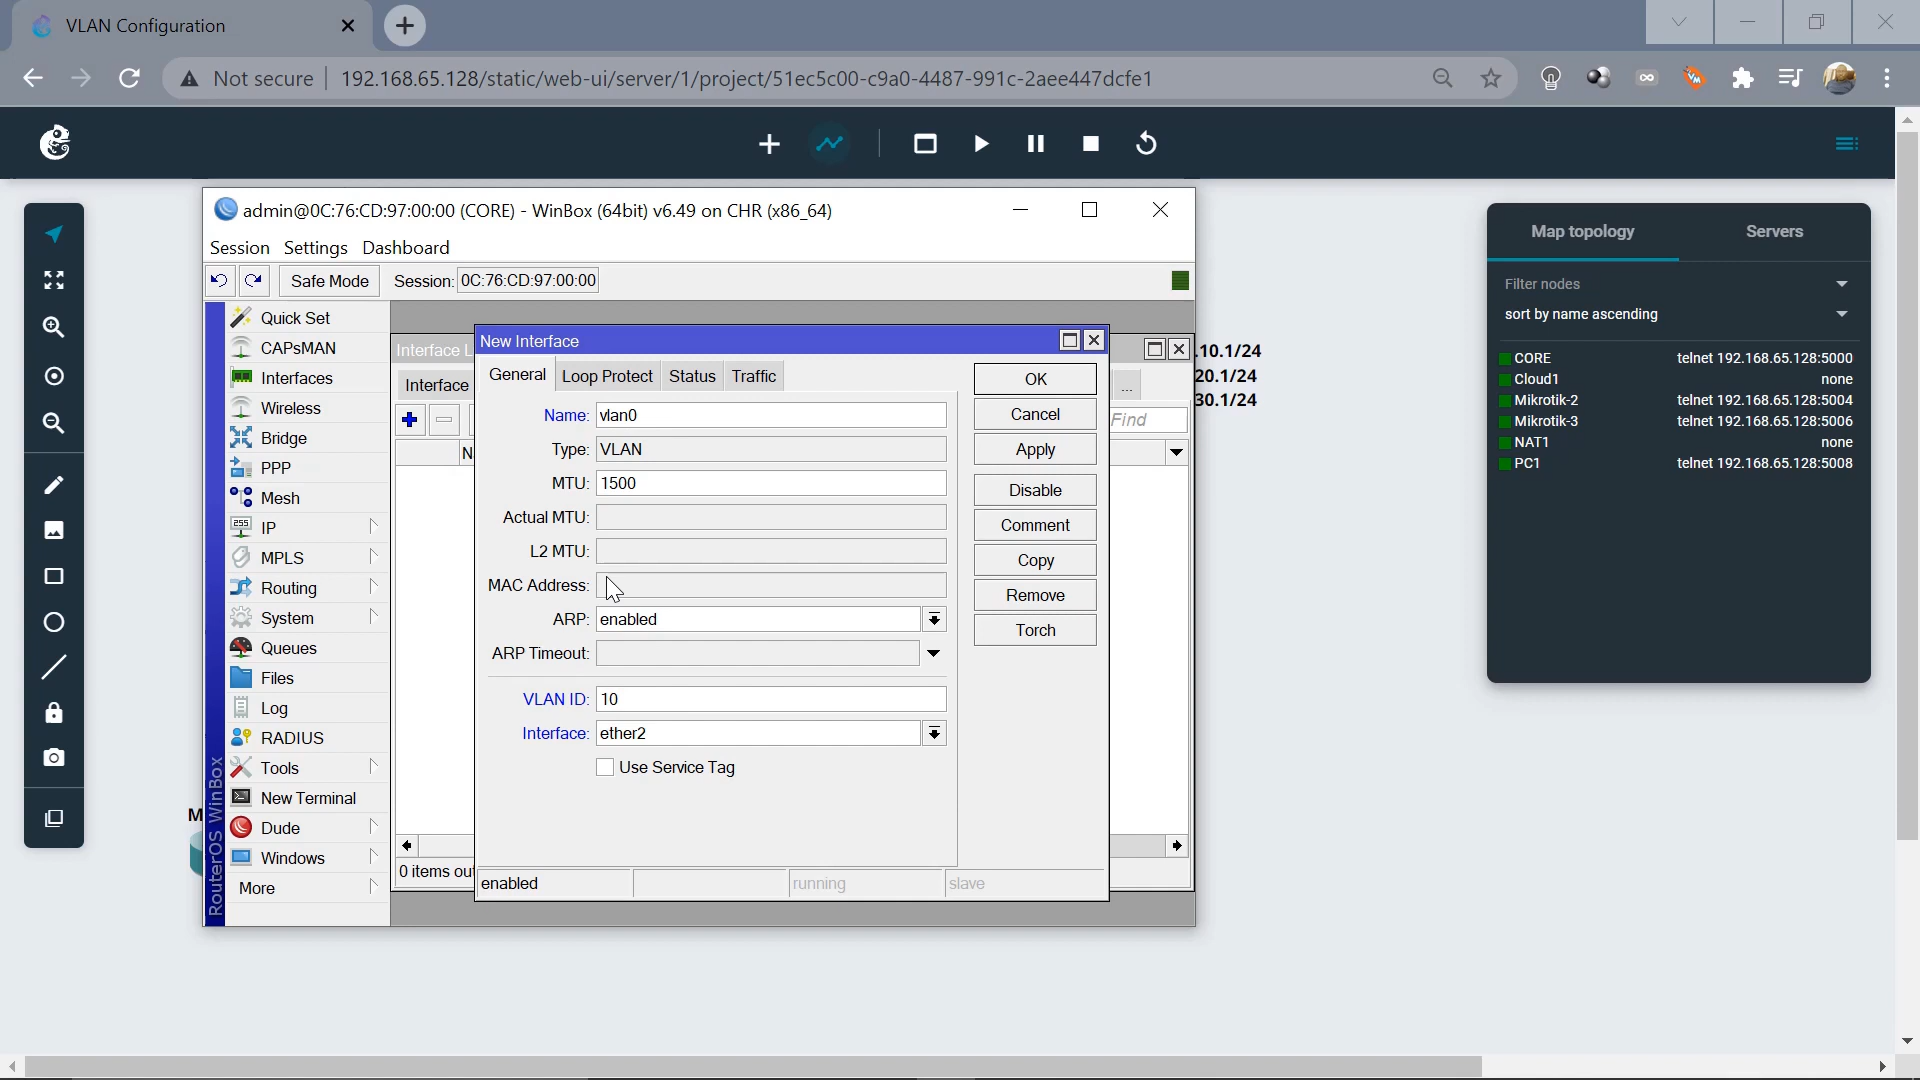 VLAN Configuration
Not secure
192.168.65.128/static/web-ui/server/1/project/51ec5c00-c9a0-4487-991c-2aee447dcfe1
admin@0C:76:CD:97:00:00 (CORE) - WinBox (64bit) v6.49 on CHR (x86_64)
Session Settings Dashboard
Safe Mode Session: 0C:76:CD:97:00:00
RouterOS WinBox
Quick Set
CAPsMAN
Interfaces
Wireless
Bridge
PPP
Mesh
255
IP
MPLS
Routing
System
Queues
Files
Log
RADIUS
Tools
New Terminal
Dude
Windows
More
Interface L
Interface
...
Find
N
0 items out
New Interface
General Loop Protect Status Traffic
Name: vlan0
Type: VLAN
MTU: 1500
Actual MTU:
L2 MTU:
MAC Address:
ARP: enabled
ARP Timeout:
VLAN ID: 10
Interface: ether2
Use Service Tag
enabled
running
slave
OK
Cancel
Apply
Disable
Comment
Copy
Remove
Torch
.10.1/24
20.1/24
30.1/24
M
Map topology Servers
Filter nodes
sort by name ascending
CORE telnet 192.168.65.128:5000
Cloud1 none
Mikrotik-2 telnet 192.168.65.128:5004
Mikrotik-3 telnet 192.168.65.128:5006
NAT1 none
PC1 telnet 192.168.65.128:5008